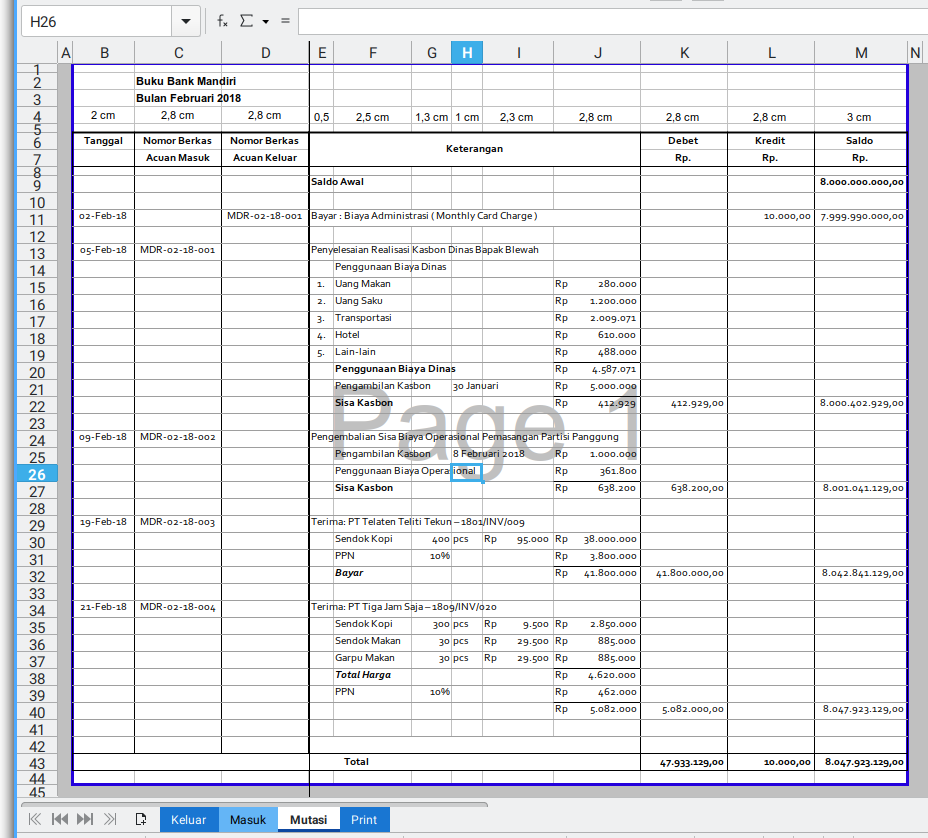 H26
fx Σ =
A B C D E F G H I J K L M N
1
2 Buku Bank Mandiri
3 Bulan Februari 2018
4 2 cm 2,8 cm 2,8 cm 0,5 2,5 cm 1,3 cm 1 cm 2,3 cm 2,8 cm 2,8 cm 2,8 cm 3 cm
5
6 Tanggal Nomor Berkas Nomor Berkas Keterangan Debet Kredit Saldo
7 Acuan Masuk Acuan Keluar Rp. Rp. Rp.
8
9 Saldo Awal 8.000.000.000,00
10
11 02-Feb-18 MDR-02-18-001 Bayar : Biaya Administrasi ( Monthly Card Charge ) 10.000,00 7.999.990.000,00
12
13 05-Feb-18 MDR-02-18-001 Penyelesaian Realisasi Kasbon Dinas Bapak Blewah
14 Penggunaan Biaya Dinas
15 1. Uang Makan Rp 280.000
16 2. Uang Saku Rp 1.200.000
17 3. Transportasi Rp 2.009.071
18 4. Hotel Rp 610.000
19 5. Lain-lain Rp 488.000
20 Penggunaan Biaya Dinas Rp 4.587.071
21 Pengambilan Kasbon 30 Januari Rp 5.000.000
22 Sisa Kasbon Rp 412.929 412.929,00 8.000.402.929,00
23
Page 1
24 09-Feb-18 MDR-02-18-002 Pengembalian Sisa Biaya Operasional Pemasangan Partisi Panggung
25 Pengambilan Kasbon 8 Februari 2018 Rp 1.000.000
26 Penggunaan Biaya Operasional Rp 361.800
27 Sisa Kasbon Rp 638.200 638.200,00 8.001.041.129,00
28
29 19-Feb-18 MDR-02-18-003 Terima: PT Telaten Teliti Tekun – 1801/INV/009
30 Sendok Kopi 400 pcs Rp 95.000 Rp 38.000.000
31 PPN 10% Rp 3.800.000
32 Bayar Rp 41.800.000 41.800.000,00 8.042.841.129,00
33
34 21-Feb-18 MDR-02-18-004 Terima: PT Tiga Jam Saja – 1809/INV/020
35 Sendok Kopi 300 pcs Rp 9.500 Rp 2.850.000
36 Sendok Makan 30 pcs Rp 29.500 Rp 885.000
37 Garpu Makan 30 pcs Rp 29.500 Rp 885.000
38 Total Harga Rp 4.620.000
39 PPN 10% Rp 462.000
40 Rp 5.082.000 5.082.000,00 8.047.923.129,00
41
42
43 Total 47.933.129,00 10.000,00 8.047.923.129,00
44
45
Keluar Masuk Mutasi Print